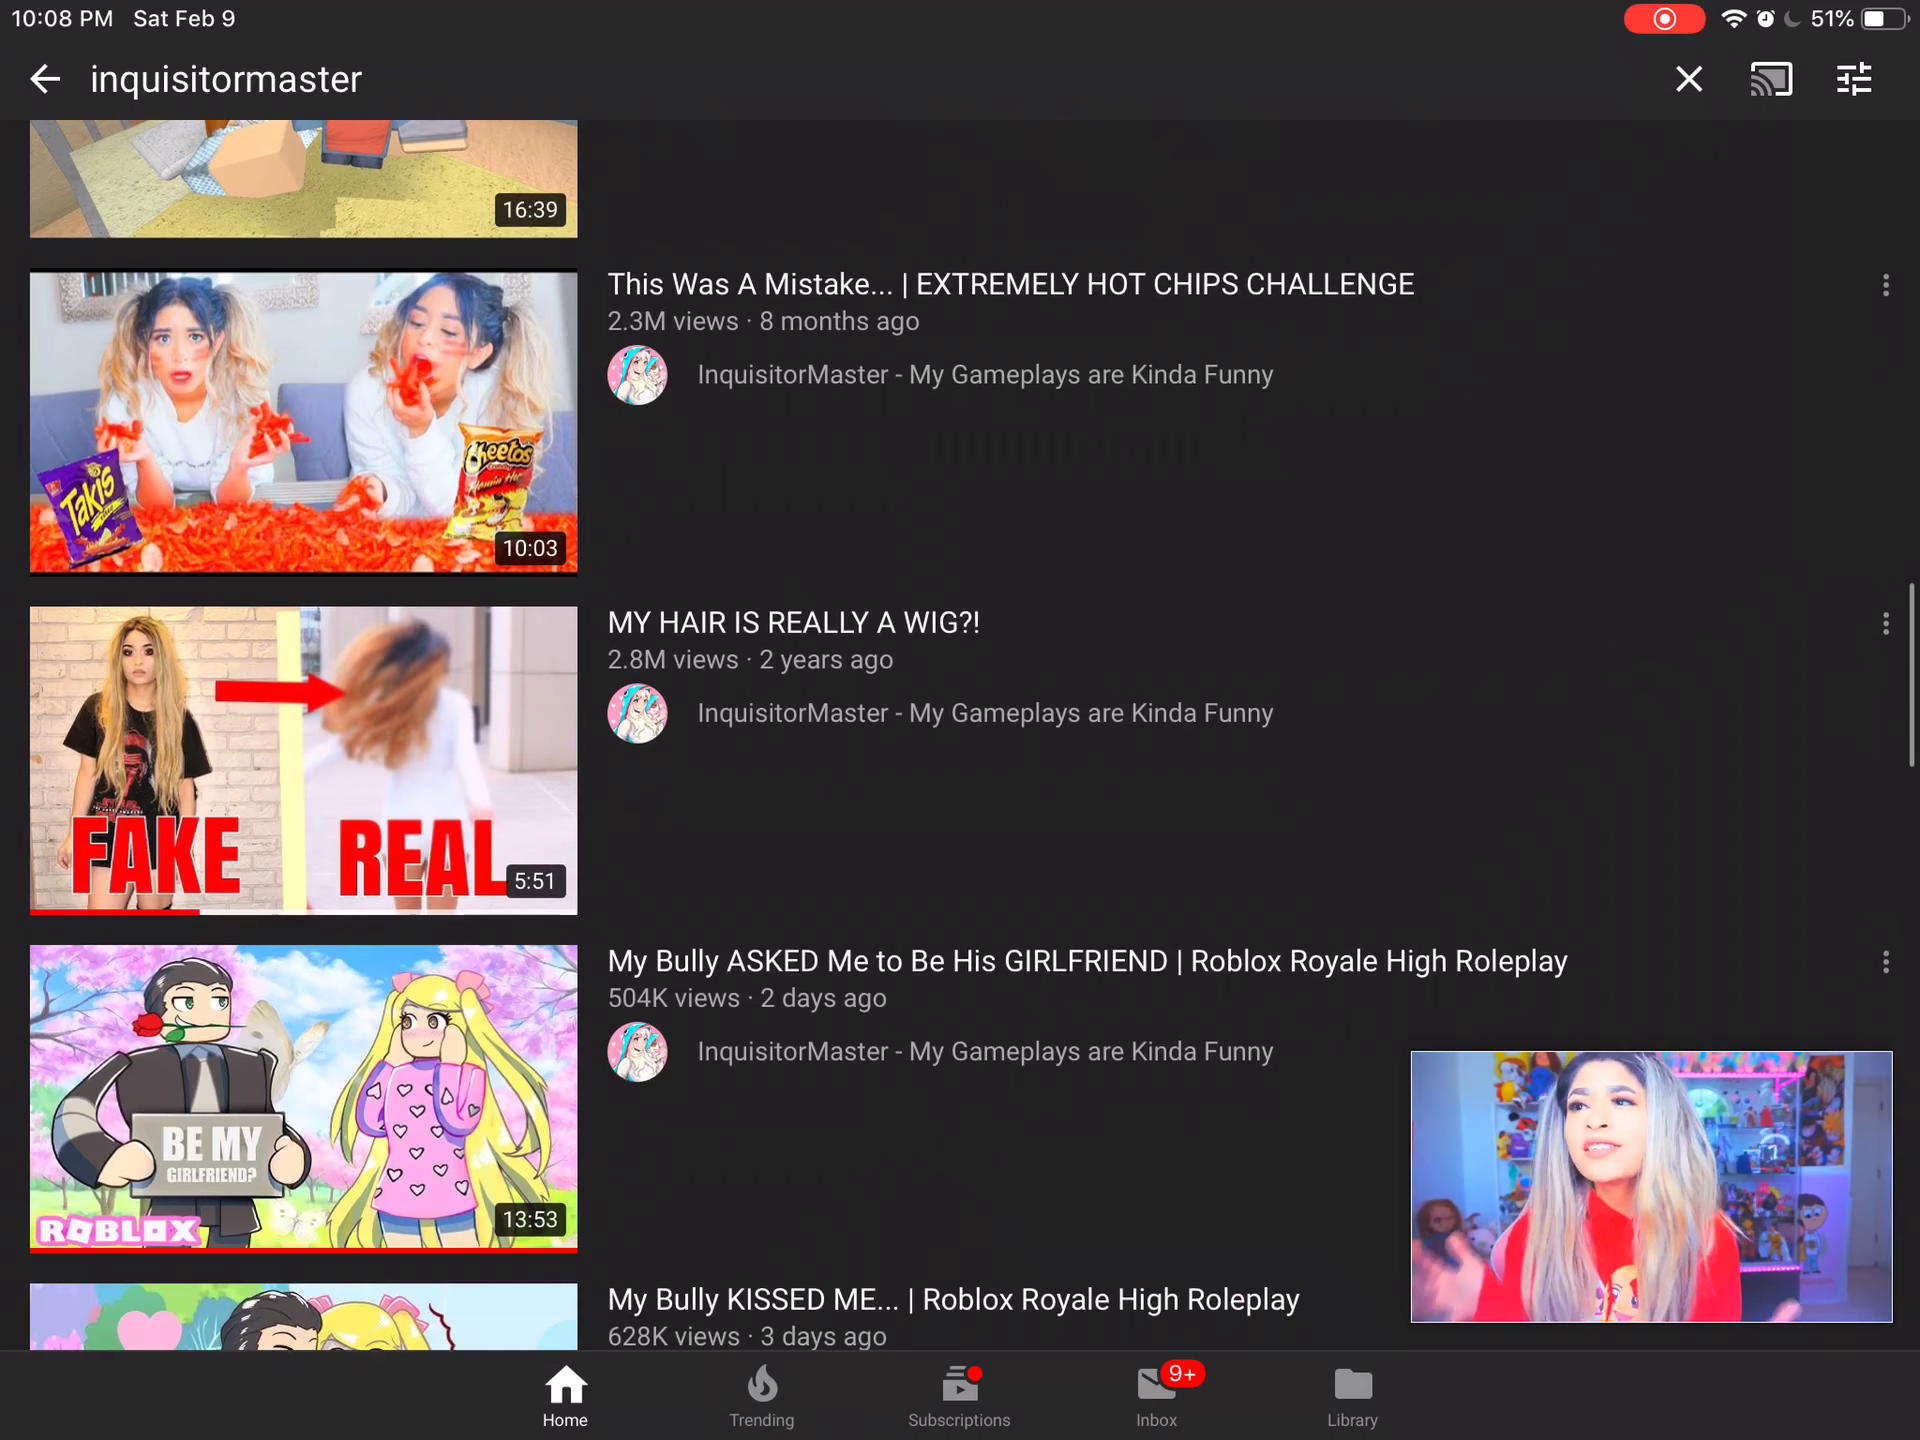 10:08 PM Sat Feb 9
51%
inquisitormaster
16:39
This Was A Mistake... | EXTREMELY HOT CHIPS CHALLENGE
2.3M views · 8 months ago
InquisitorMaster - My Gameplays are Kinda Funny
Takis
Cheetos
Crunchy
Flamin' Hot
10:03
MY HAIR IS REALLY A WIG?!
2.8M views · 2 years ago
InquisitorMaster - My Gameplays are Kinda Funny
FAKE
REAL
5:51
My Bully ASKED Me to Be His GIRLFRIEND | Roblox Royale High Roleplay
504K views · 2 days ago
InquisitorMaster - My Gameplays are Kinda Funny
BE MY
GIRLFRIEND?
ROBLOX
13:53
My Bully KISSED ME... | Roblox Royale High Roleplay
628K views · 3 days ago
9+
Home
Trending
Subscriptions
Inbox
Library